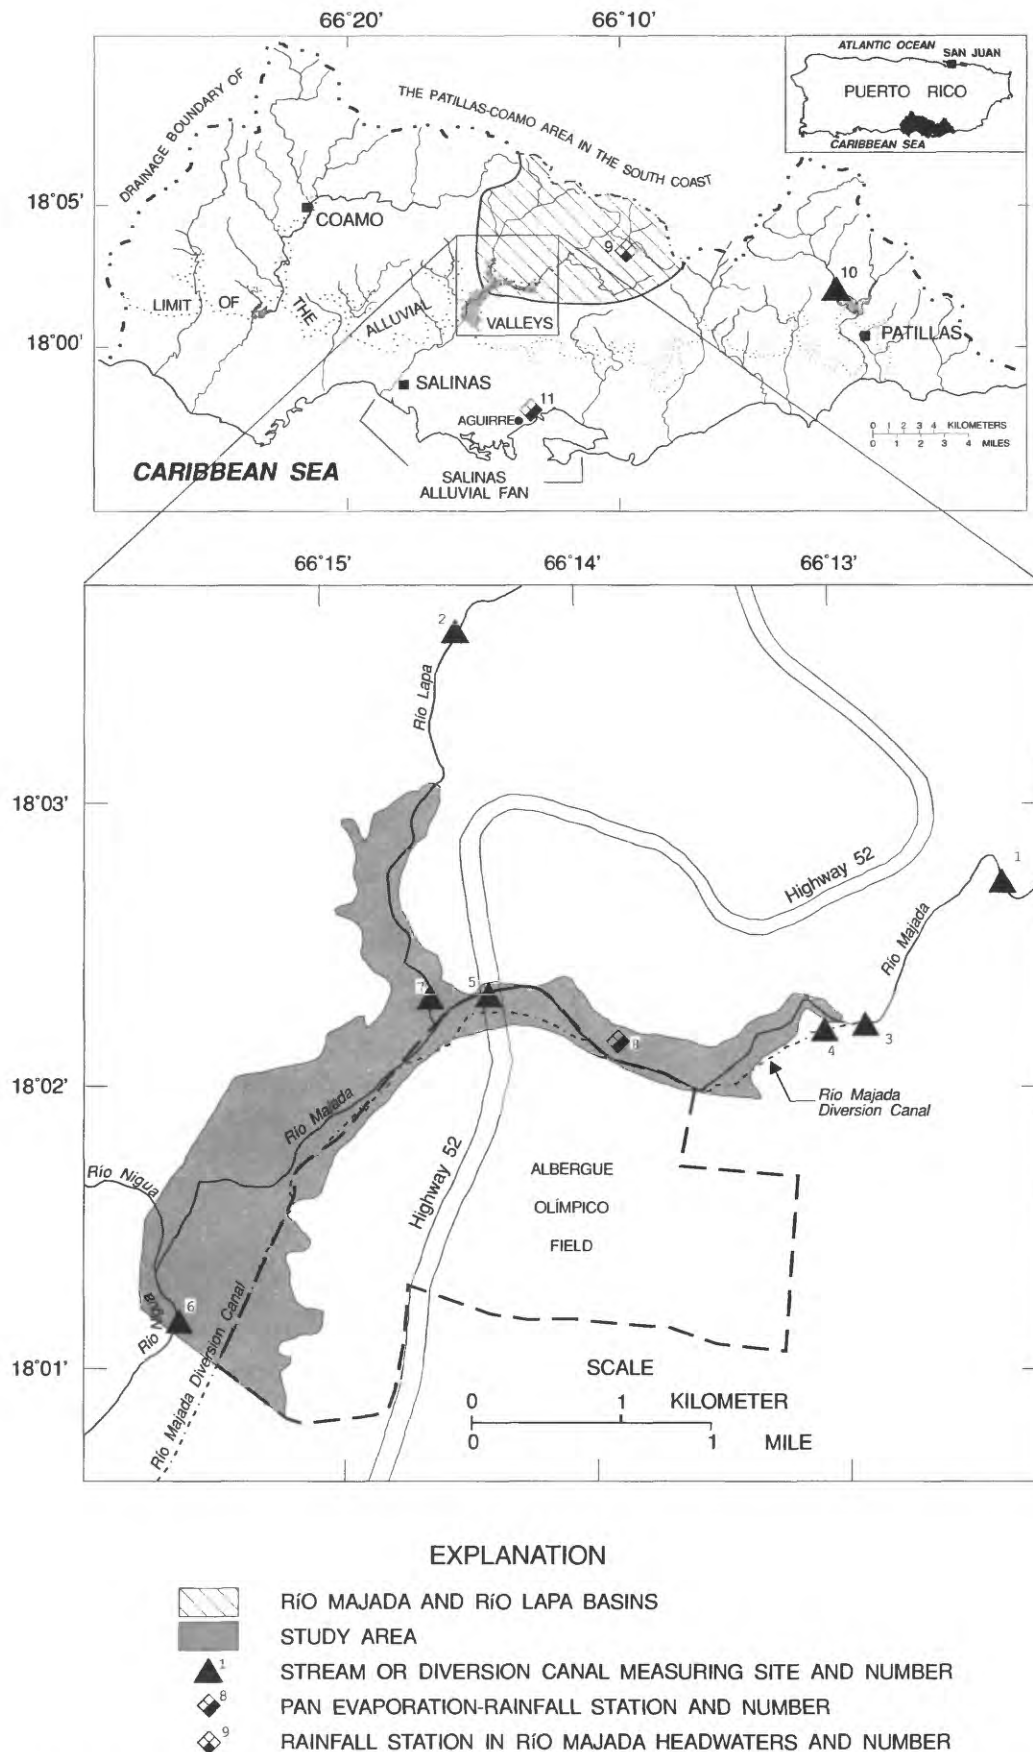 66°20'
66°10'
ATLANTIC OCEAN
SAN JUAN
PUERTO RICO
CARIBBEAN SEA
DRAINAGE BOUNDARY OF
THE PATILLAS-COAMO AREA IN THE SOUTH COAST
18°05'
COAMO
9
10
LIMIT OF THE ALLUVIAL VALLEYS
18°00'
PATILLAS
SALINAS
11
AGUIRRE
0 1 2 3 4 KILOMETERS
0 1 2 3 4 MILES
CARIBBEAN SEA
SALINAS
ALLUVIAL FAN
66°15'
66°14'
66°13'
2
Río Lapa
18°03'
1
Highway 52
Río Majada
7
5
8
4
3
18°02'
Río Majada
Diversion Canal
Río Majada
Río Nigua
Highway 52
ALBERGUE
OLÍMPICO
FIELD
6
Río Nigua
Río Majada Diversion Canal
18°01'
SCALE
0 1 KILOMETER
0 1 MILE
EXPLANATION
RíO MAJADA AND RíO LAPA BASINS
STUDY AREA
1 STREAM OR DIVERSION CANAL MEASURING SITE AND NUMBER
8 PAN EVAPORATION-RAINFALL STATION AND NUMBER
9 RAINFALL STATION IN RíO MAJADA HEADWATERS AND NUMBER